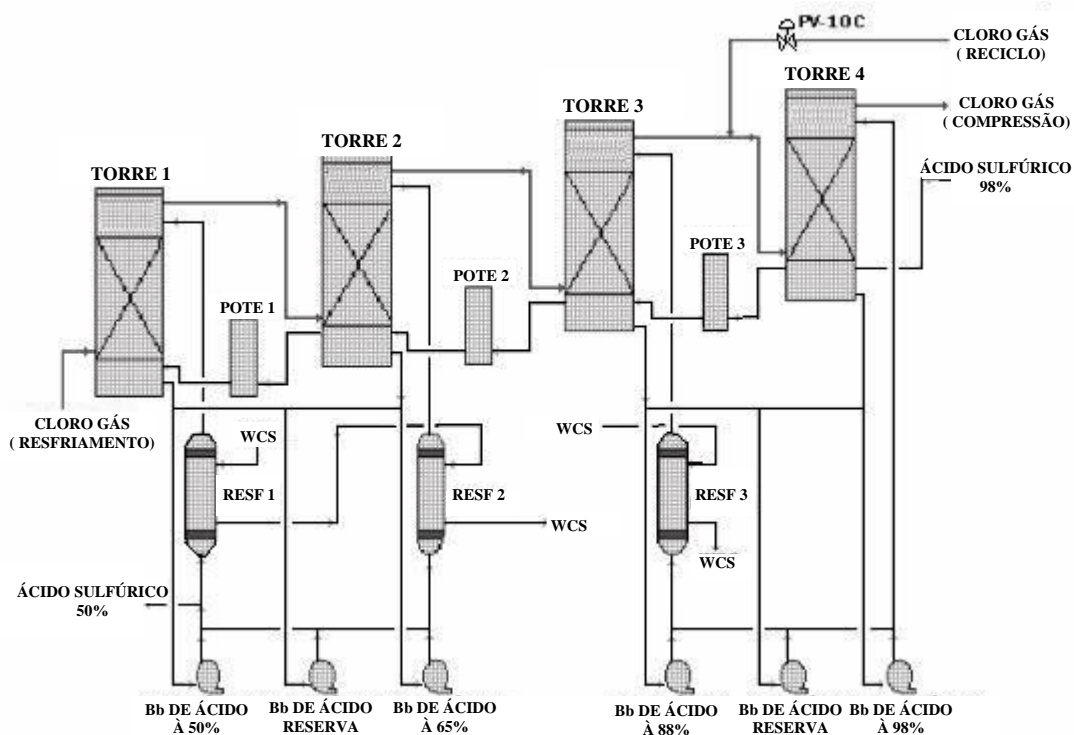 PV-10C
CLORO GÁS
( RECICLO)
TORRE 4
CLORO GÁS
( COMPRESSÃO)
TORRE 3
TORRE 2
ÁCIDO SULFÚRICO
98%
TORRE 1
POTE 3
POTE 2
POTE 1
CLORO GÁS
( RESFRIAMENTO)
WCS
WCS
RESF 1
RESF 2
RESF 3
WCS
WCS
ÁCIDO SULFÚRICO
50%
Bb DE ÁCIDO
À 50%
Bb DE ÁCIDO
RESERVA
Bb DE ÁCIDO
À 65%
Bb DE ÁCIDO
À 88%
Bb DE ÁCIDO
RESERVA
Bb DE ÁCIDO
À 98%